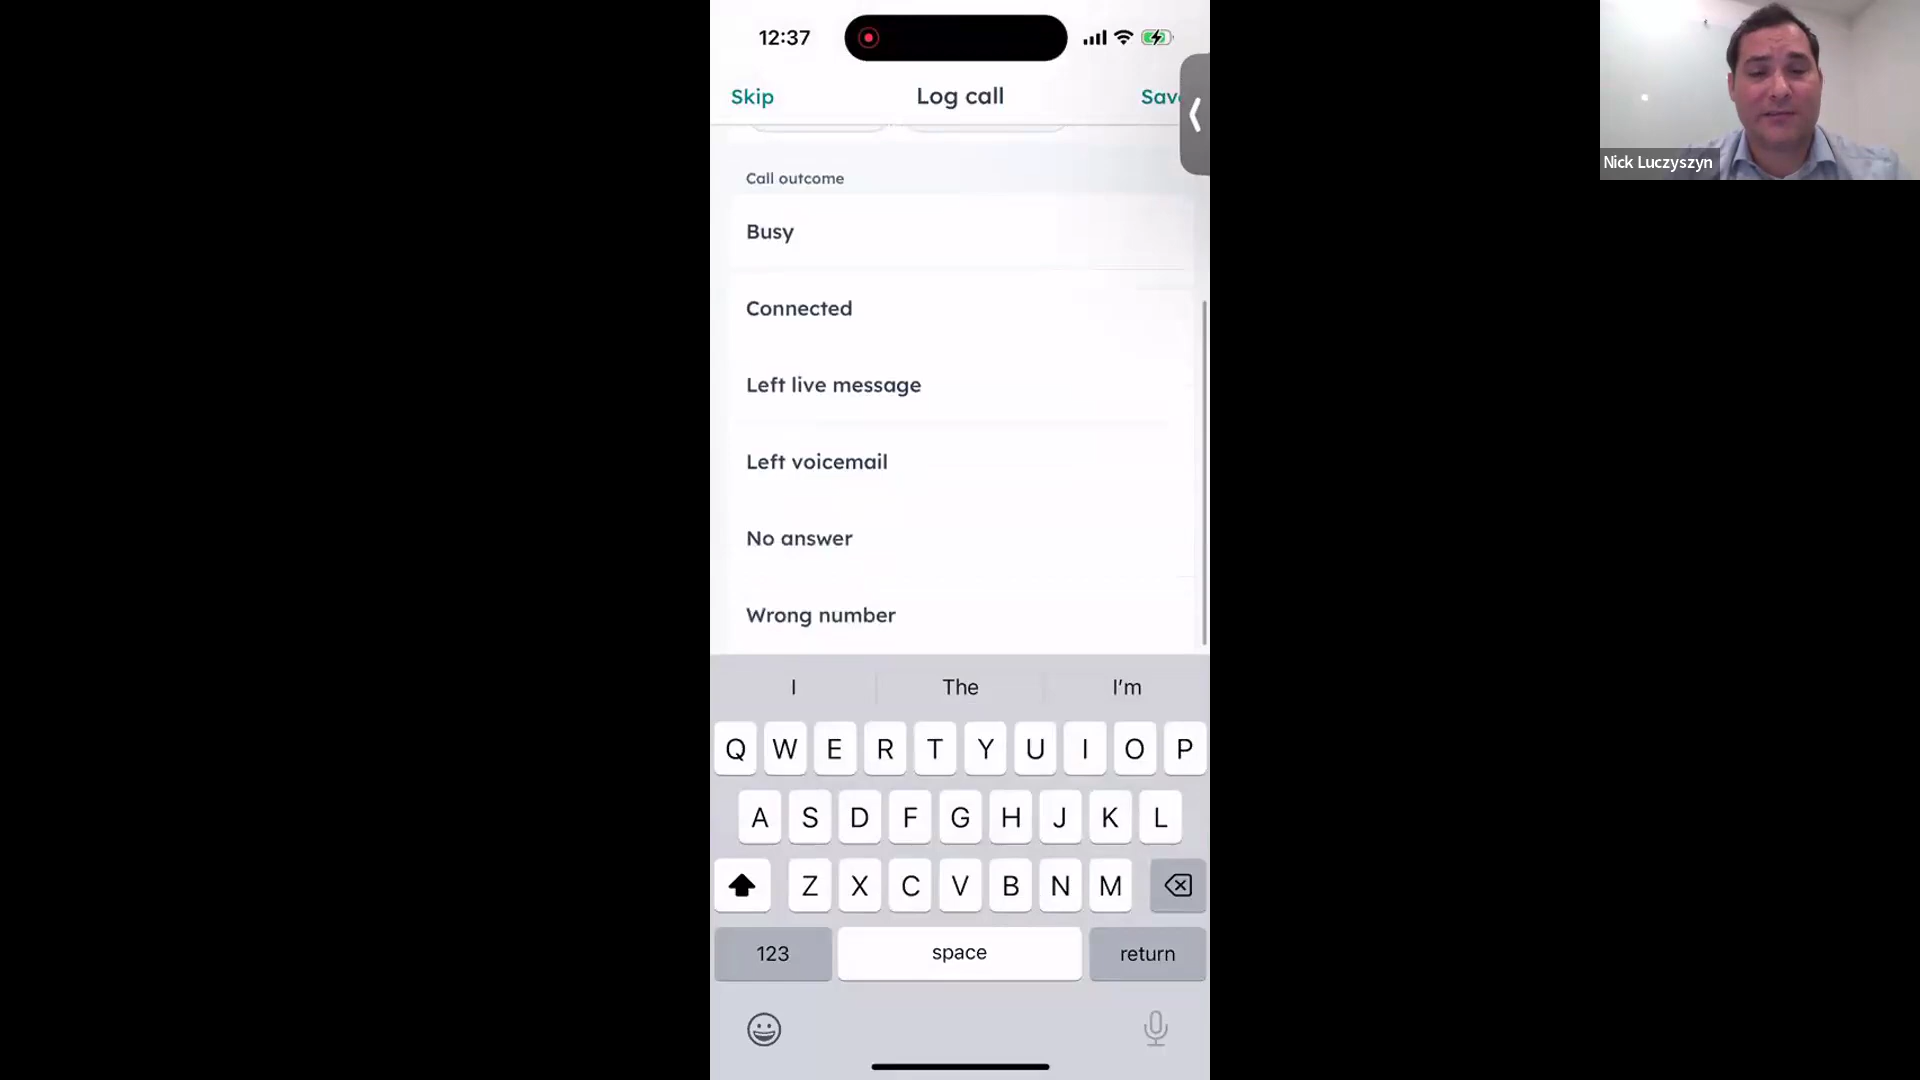 12:37
Skip
Log call
Save
Call outcome
Busy
Connected
Left live message
Left voicemail
No answer
Wrong number
I
The
I'm
Q W E R T Y U I O P
A S D F G H J K L
Z X C V B N M
123
space
return
Nick Luczyszyn